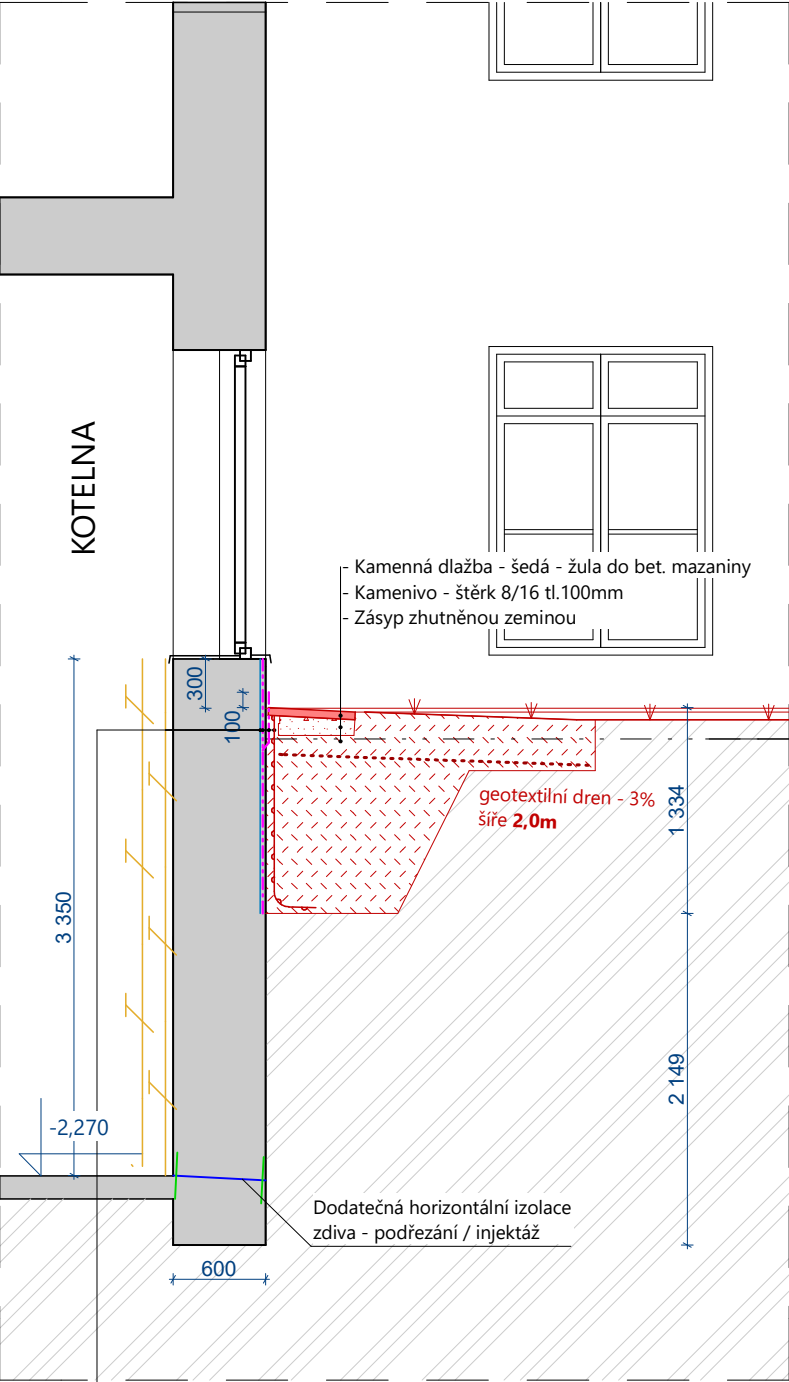 KOTELNA
- Kamenná dlažba - šedá - žula do bet. mazaniny
- Kamenivo - štěrk 8/16 tl.100mm
- Zásyp zhutněnou zeminou
300
100
geotextilní dren - 3%
šíře 2,0m
1 334
3 350
2 149
-2,270
Dodatečná horizontální izolace
zdiva - podřezání / injektáž
600